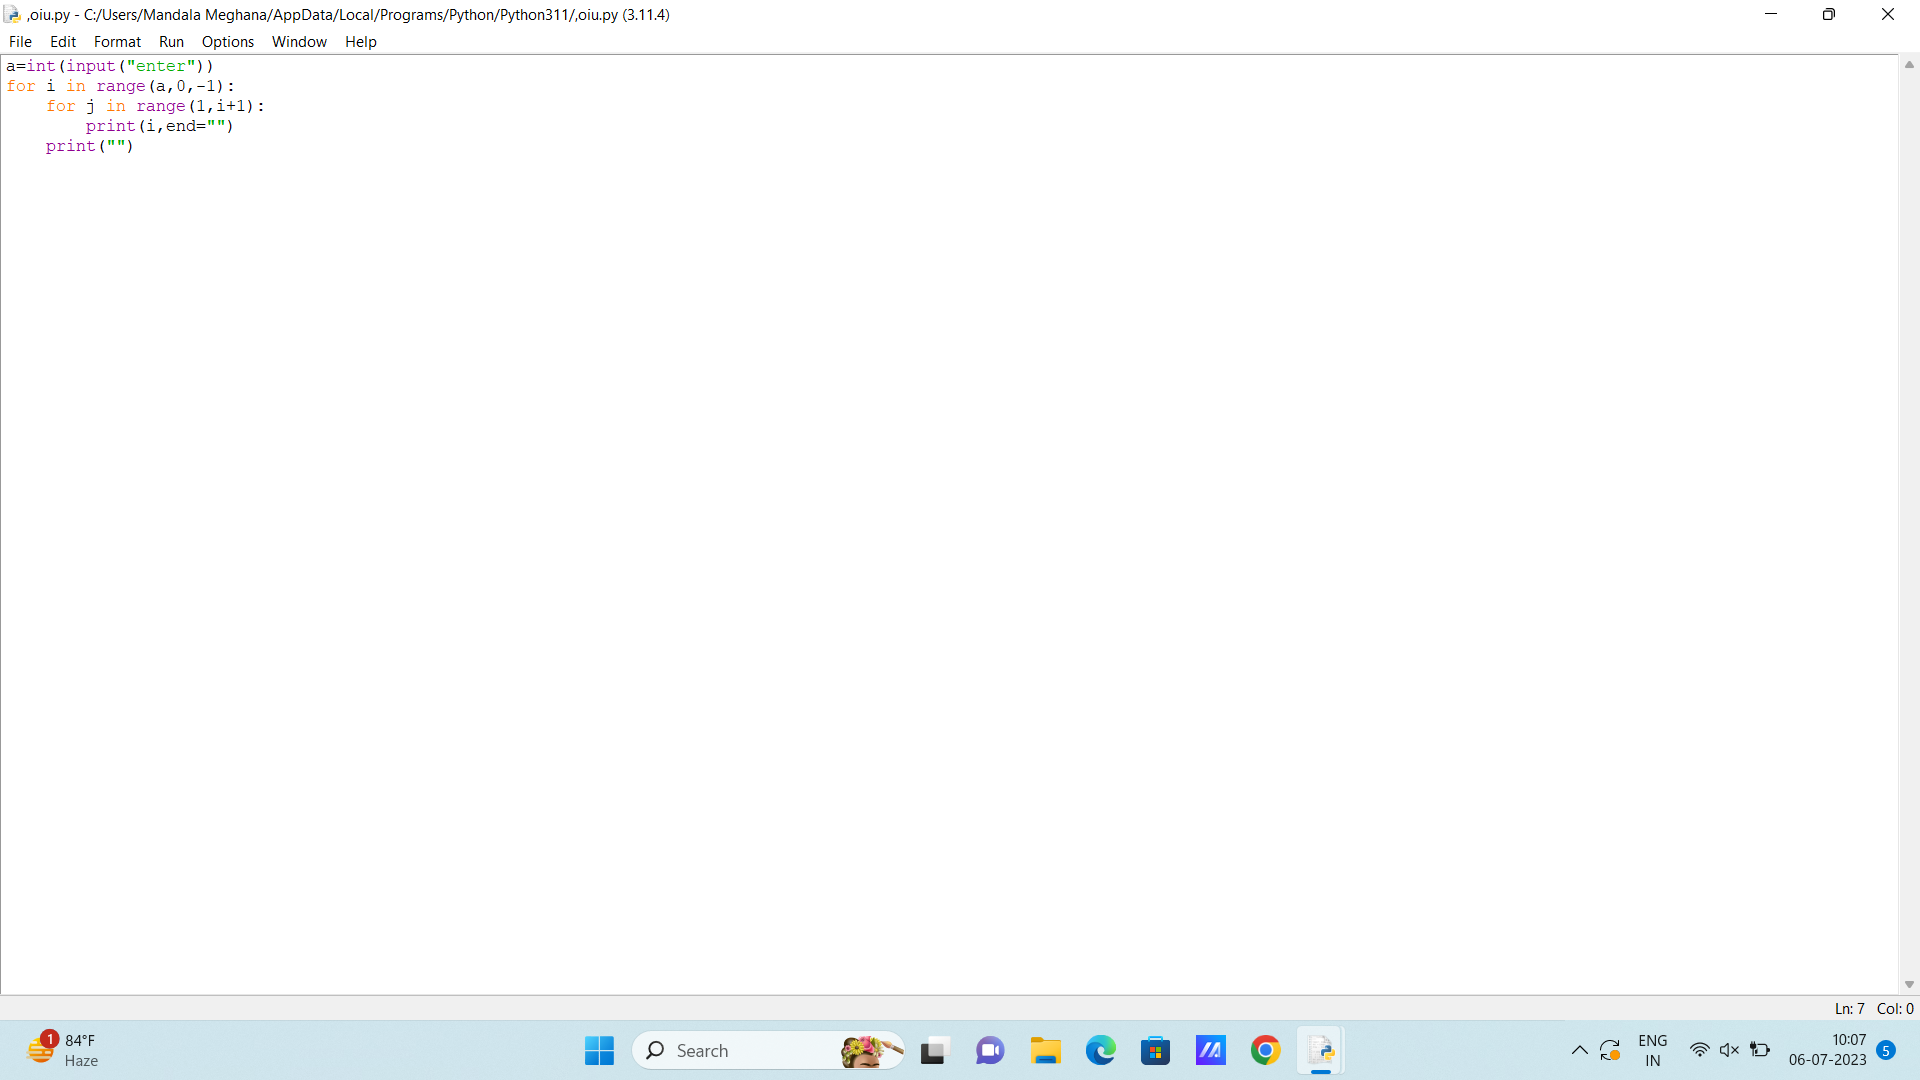 ,oiu.py - C:/Users/Mandala Meghana/AppData/Local/Programs/Python/Python311/,oiu.py (3.11.4)
File Edit Format Run Options Window Help
a=int(input("enter"))
for i in range(a,0,-1):
    for j in range(1,i+1):
        print(i,end="")
    print("")
Ln: 7 Col: 0
1
84°F
Haze
Search
ENG
IN
10:07
06-07-2023
5